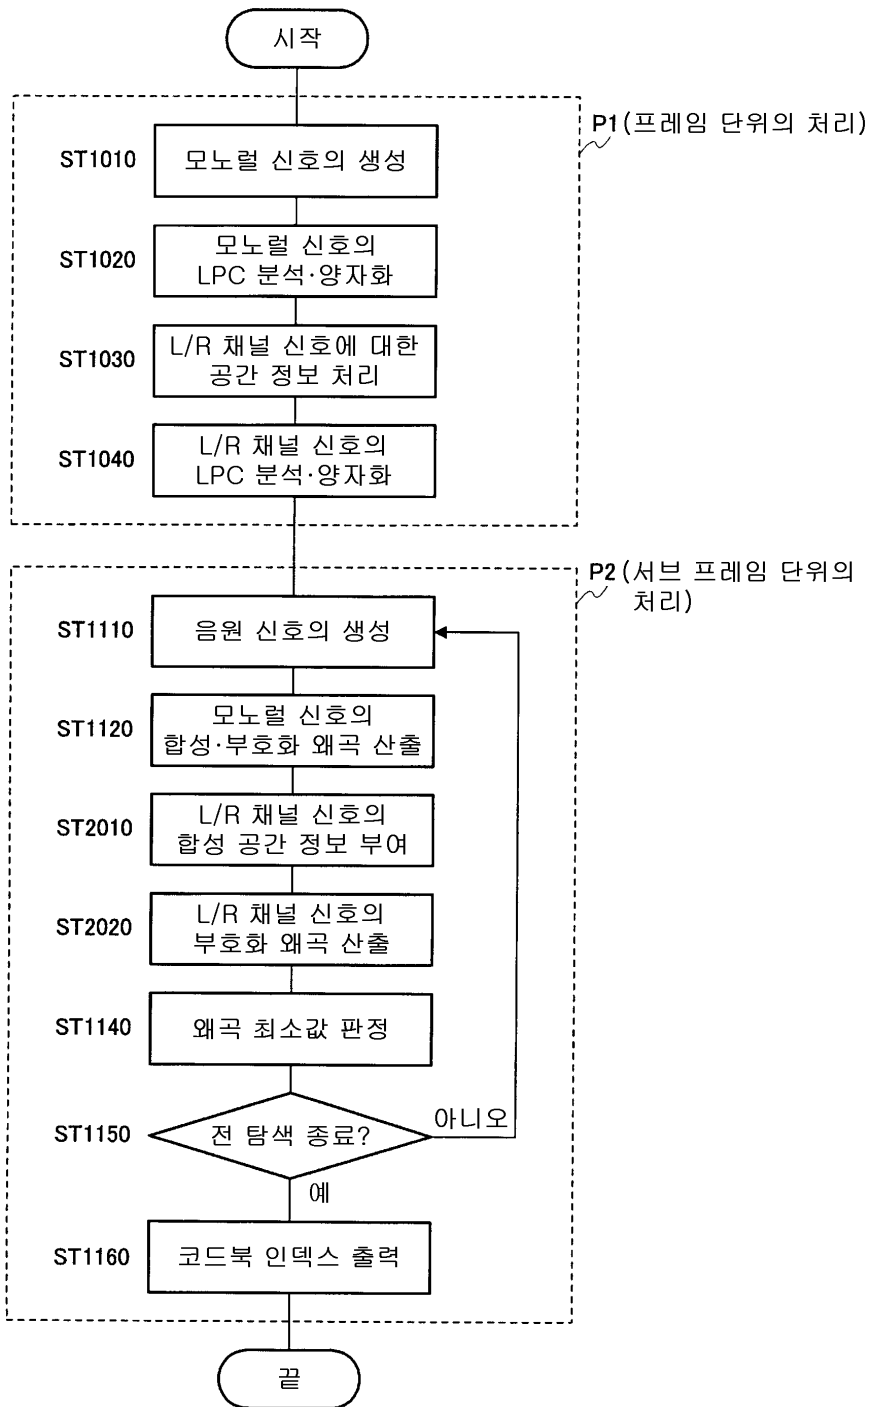 시작
P1(프레임 단위의 처리)
ST1010
모노럴 신호의 생성
ST1020
모노럴 신호의
LPC 분석·양자화
ST1030
L/R 채널 신호에 대한
공간 정보 처리
ST1040
L/R 채널 신호의
LPC 분석·양자화
P2(서브 프레임 단위의
처리)
ST1110
음원 신호의 생성
ST1120
모노럴 신호의
합성·부호화 왜곡 산출
ST2010
L/R 채널 신호의
합성 공간 정보 부여
ST2020
L/R 채널 신호의
부호화 왜곡 산출
ST1140
왜곡 최소값 판정
ST1150
전 탐색 종료?
아니오
예
ST1160
코드북 인덱스 출력
끝